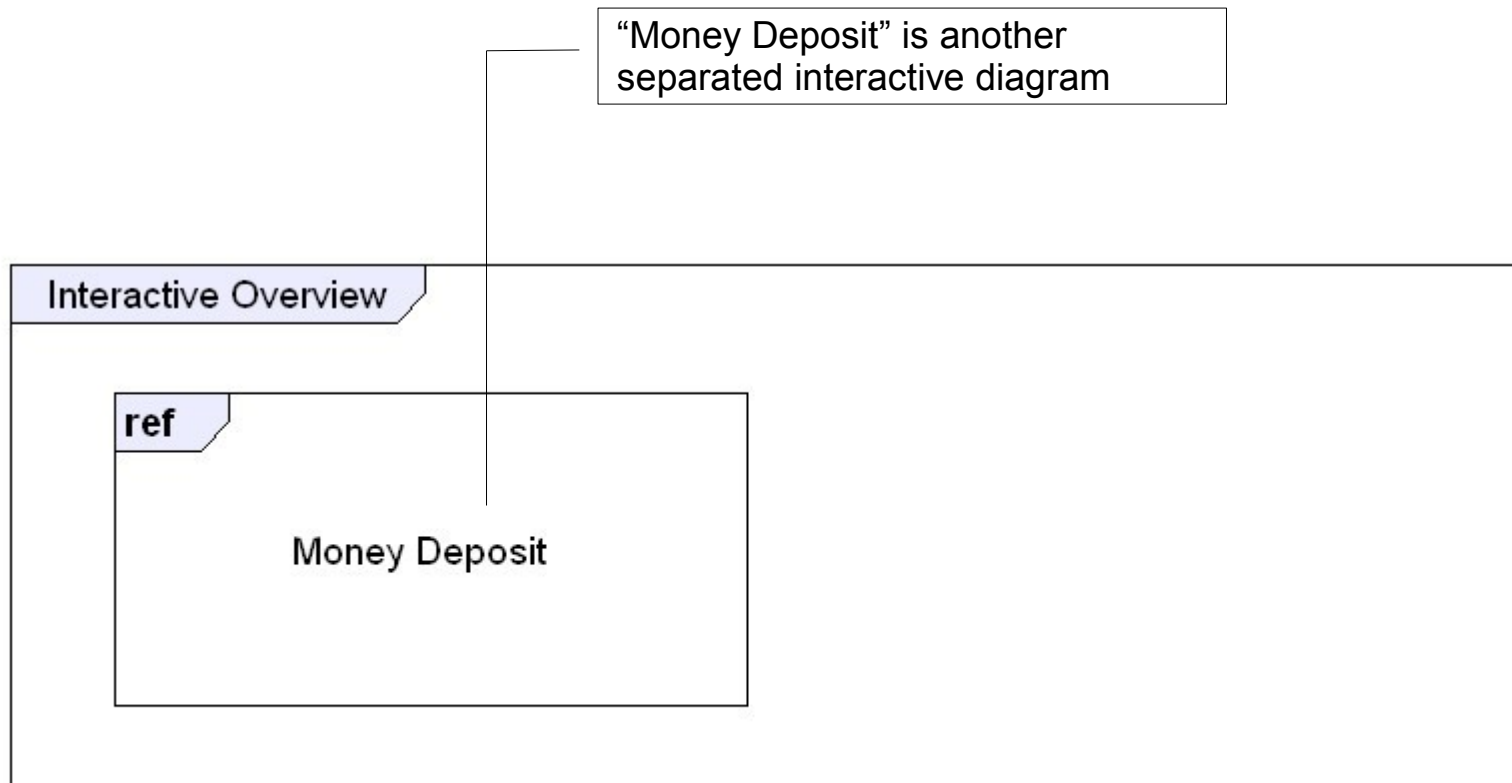 “Money Deposit” is another
separated interactive diagram
Interactive Overview
ref
Money Deposit